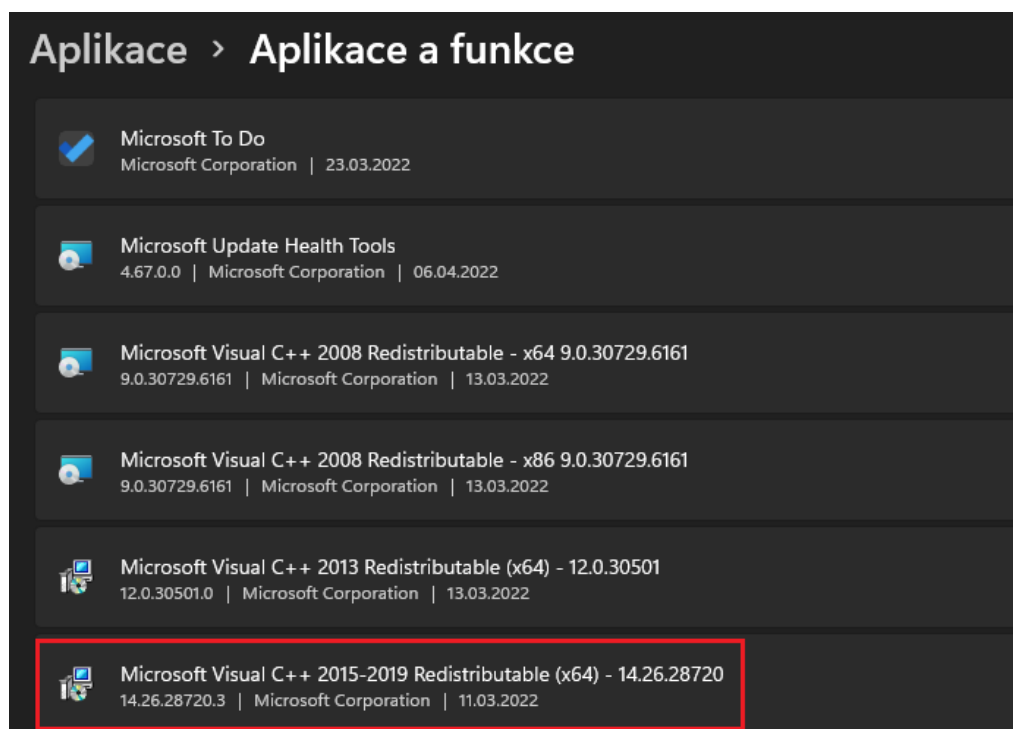 Aplikace > Aplikace a funkce
Microsoft To Do
Microsoft Corporation | 23.03.2022
Microsoft Update Health Tools
4.67.0.0 | Microsoft Corporation | 06.04.2022
Microsoft Visual C++ 2008 Redistributable - x64 9.0.30729.6161
9.0.30729.6161 | Microsoft Corporation | 13.03.2022
Microsoft Visual C++ 2008 Redistributable - x86 9.0.30729.6161
9.0.30729.6161 | Microsoft Corporation | 13.03.2022
Microsoft Visual C++ 2013 Redistributable (x64) - 12.0.30501
12.0.30501.0 | Microsoft Corporation | 13.03.2022
Microsoft Visual C++ 2015-2019 Redistributable (x64) - 14.26.28720
14.26.28720.3 | Microsoft Corporation | 11.03.2022